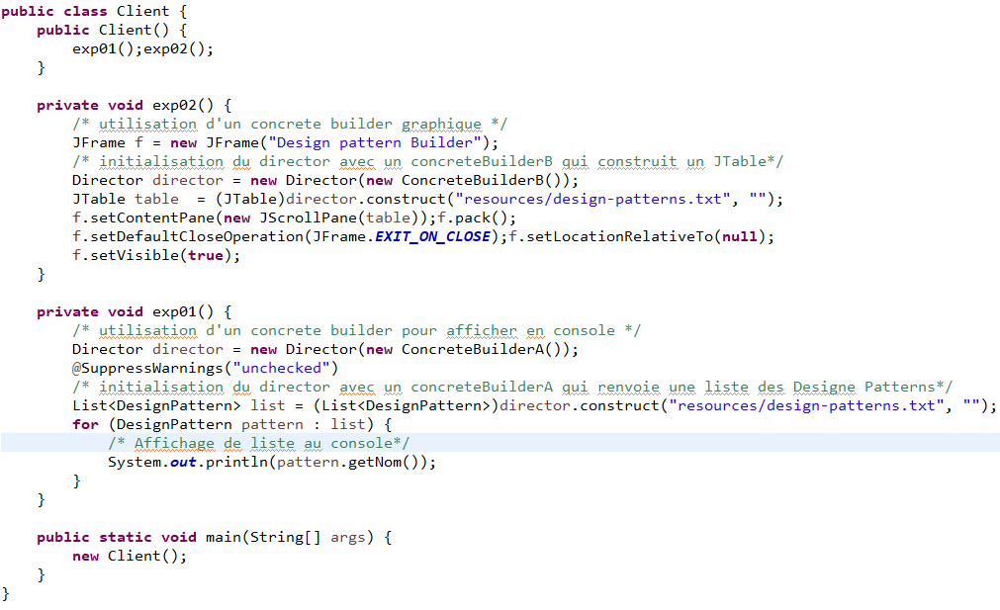 public class Client {
    public Client() {
        exp01();exp02();
    }

    private void exp02() {
        /* utilisation d'un concrete builder graphique */
        JFrame f = new JFrame("Design pattern Builder");
        /* initialisation du director avec un concreteBuilderB qui construit un JTable*/
        Director director = new Director(new ConcreteBuilderB());
        JTable table  = (JTable)director.construct("resources/design-patterns.txt", "");
        f.setContentPane(new JScrollPane(table));f.pack();
        f.setDefaultCloseOperation(JFrame.EXIT_ON_CLOSE);f.setLocationRelativeTo(null);
        f.setVisible(true);
    }

    private void exp01() {
        /* utilisation d'un concrete builder pour afficher en console */
        Director director = new Director(new ConcreteBuilderA());
        @SuppressWarnings("unchecked")
        /* initialisation du director avec un concreteBuilderA qui renvoie une liste des Designe Patterns*/
        List<DesignPattern> list = (List<DesignPattern>)director.construct("resources/design-patterns.txt", "");
        for (DesignPattern pattern : list) {
            /* Affichage de liste au console*/
            System.out.println(pattern.getNom());
        }
    }

    public static void main(String[] args) {
        new Client();
    }
}